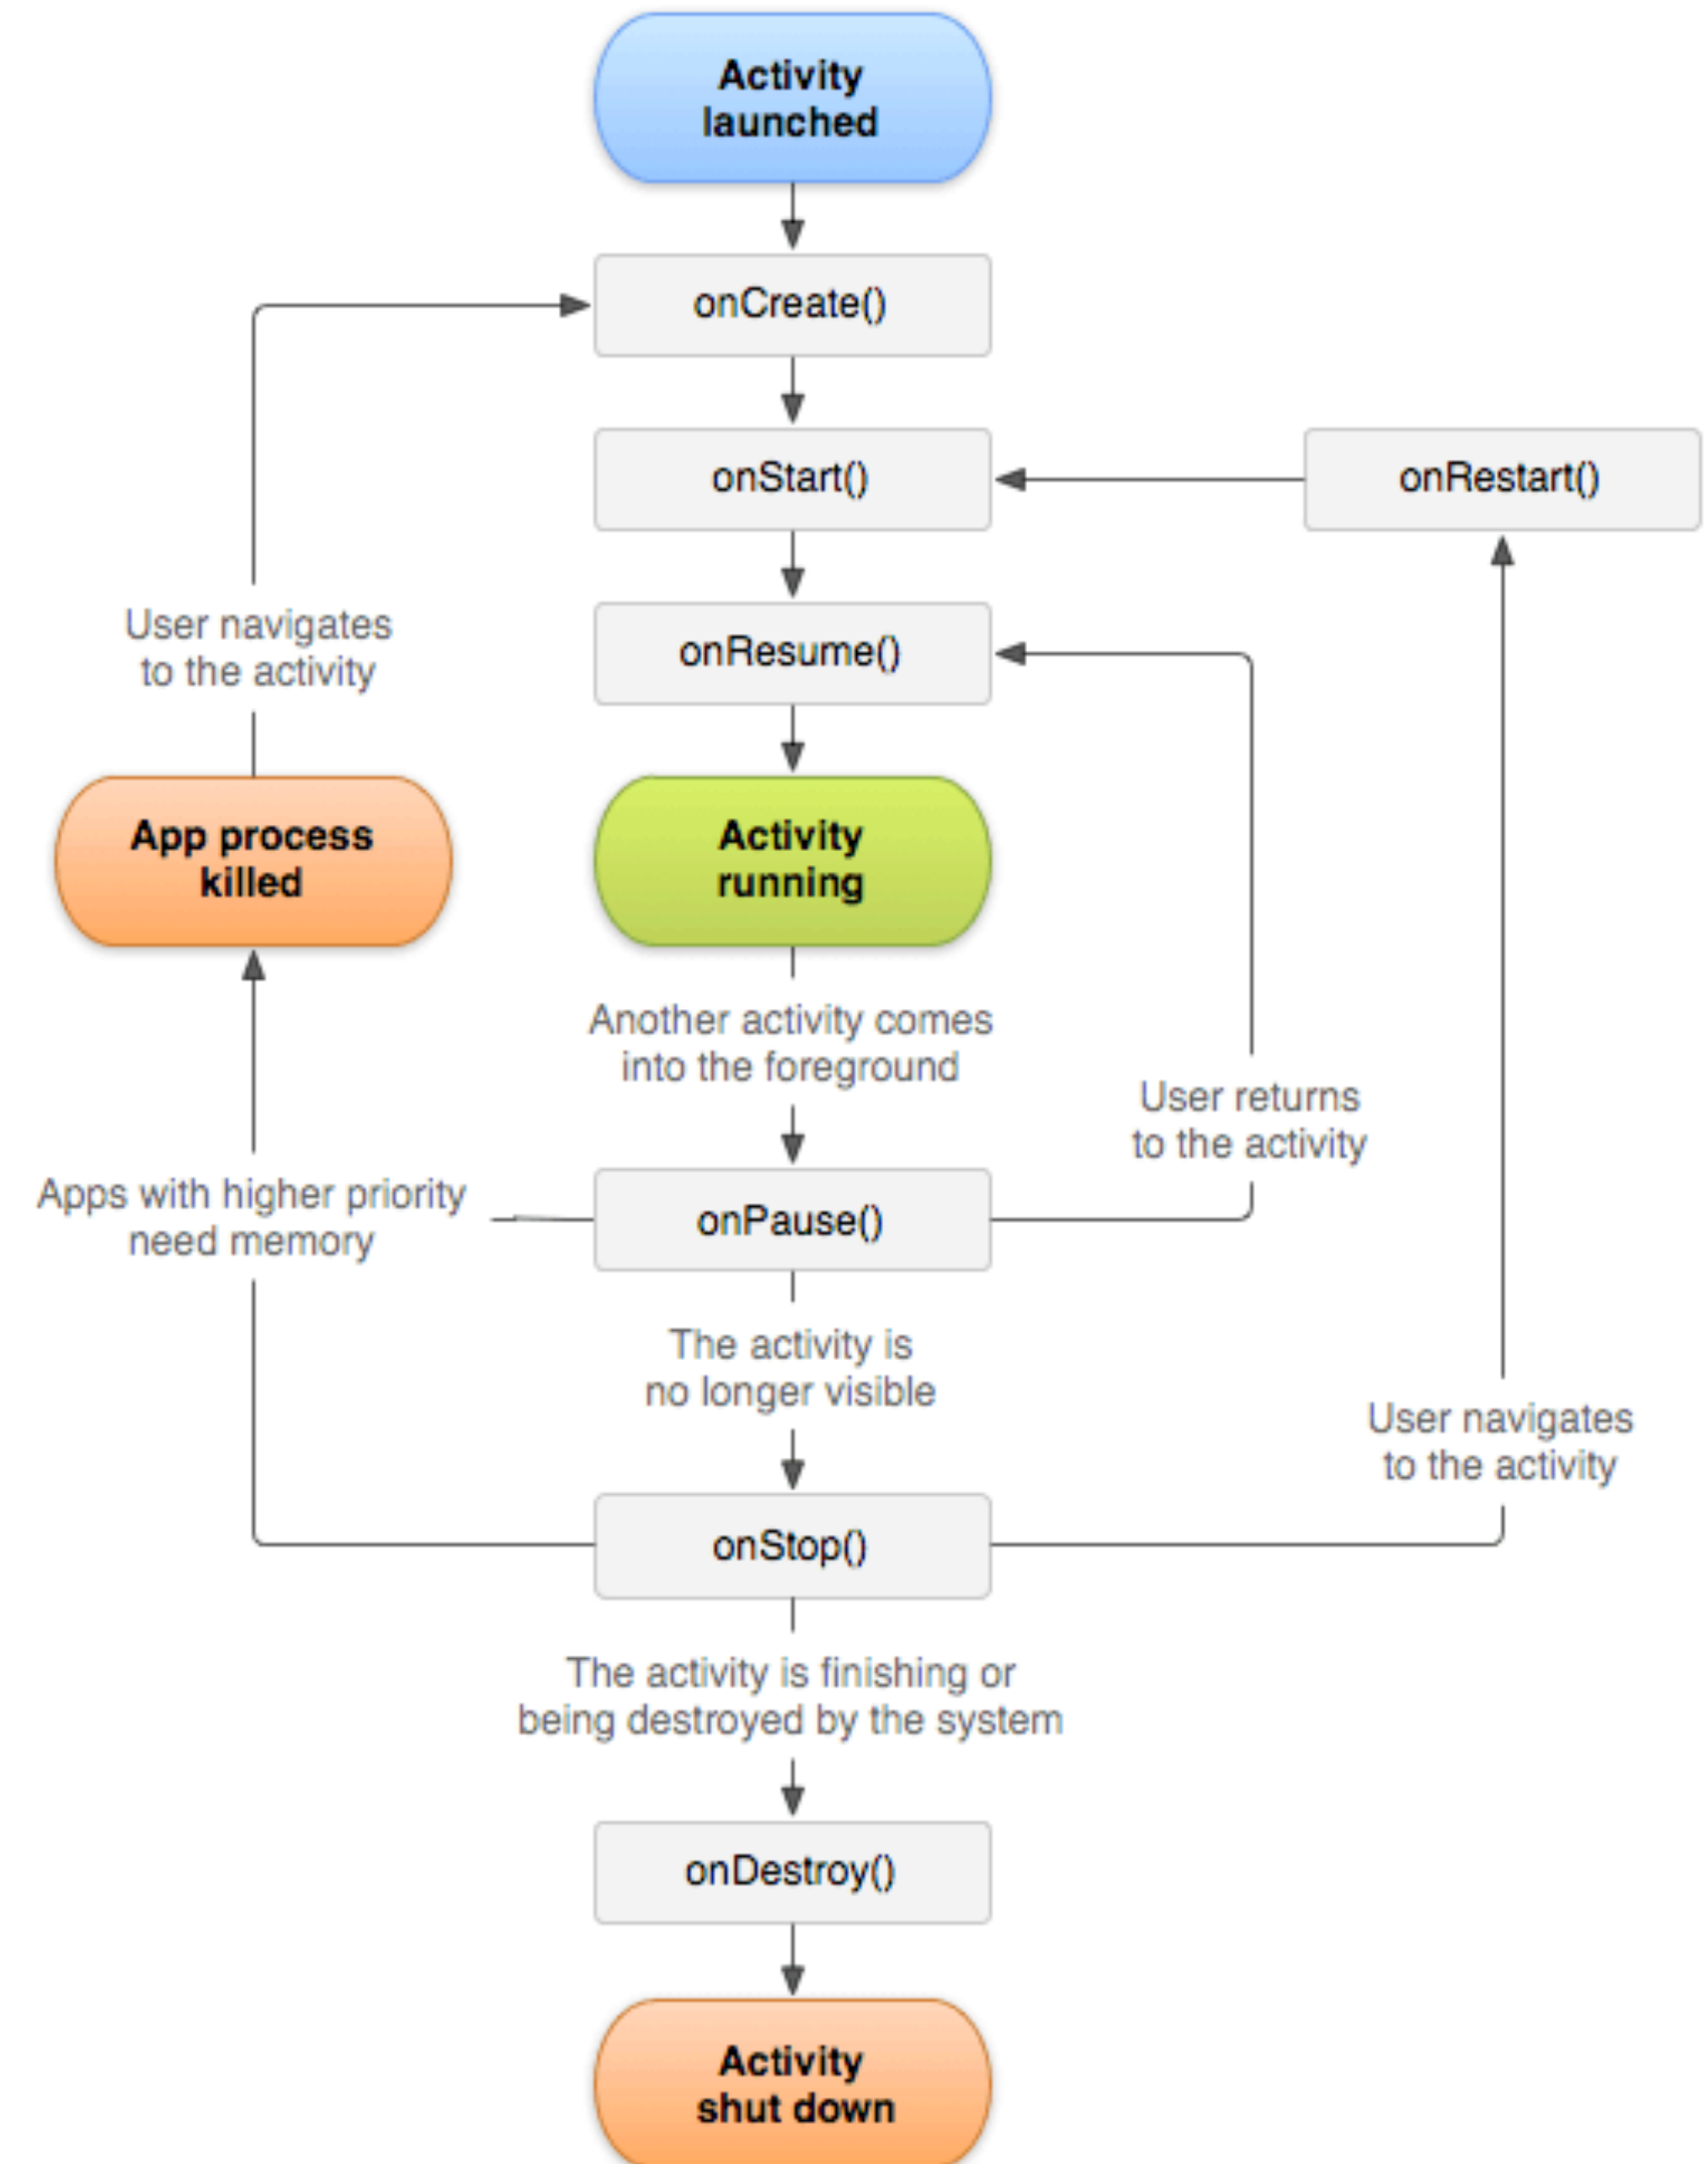 Activity
launched
onCreate()
onStart()
onRestart()
User navigates
to the activity
onResume()
App process
killed
Activity
running
Another activity comes
into the foreground
User returns
to the activity
Apps with higher priority
need memory
onPause()
The activity is
no longer visible
User navigates
to the activity
onStop()
The activity is finishing or
being destroyed by the system
onDestroy()
Activity
shut down